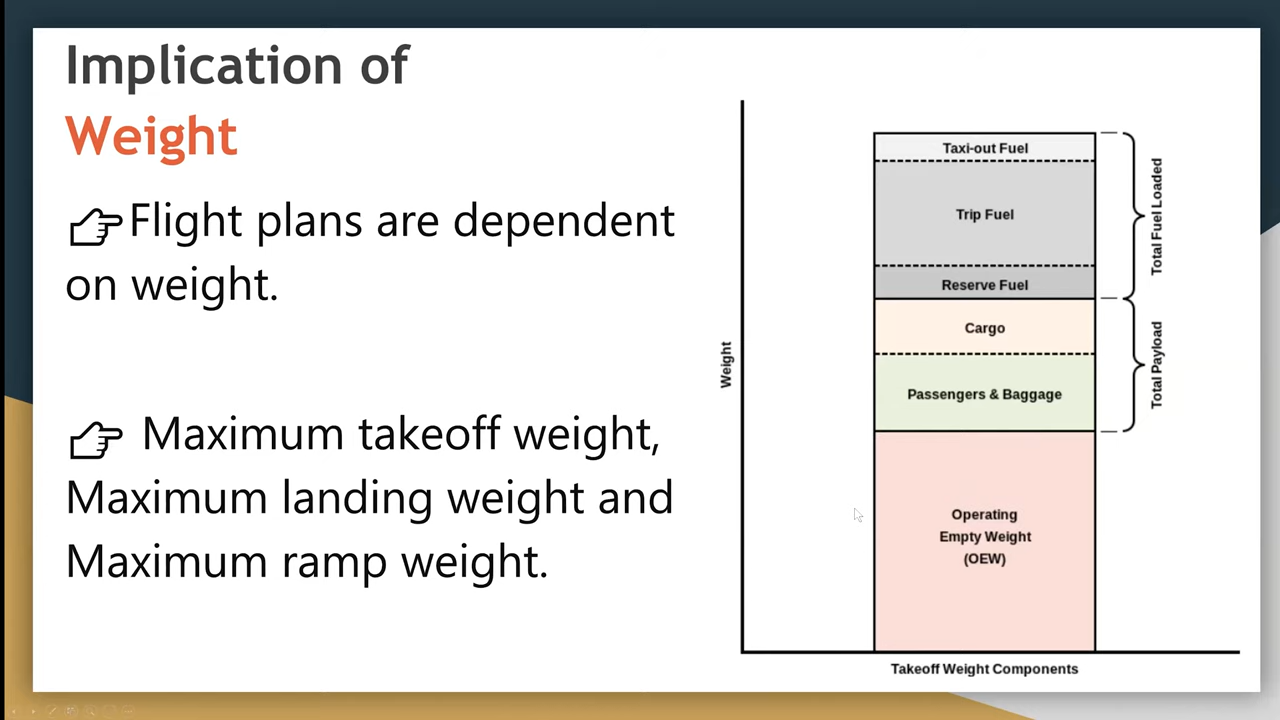 Implication of
Weight
Flight plans are dependent
on weight.
Maximum takeoff weight,
Maximum landing weight and
Maximum ramp weight.
Weight
Taxi-out Fuel
Trip Fuel
Reserve Fuel
Cargo
Passengers & Baggage
Operating
Empty Weight
(OEW)
Total Fuel Loaded
Total Payload
Takeoff Weight Components